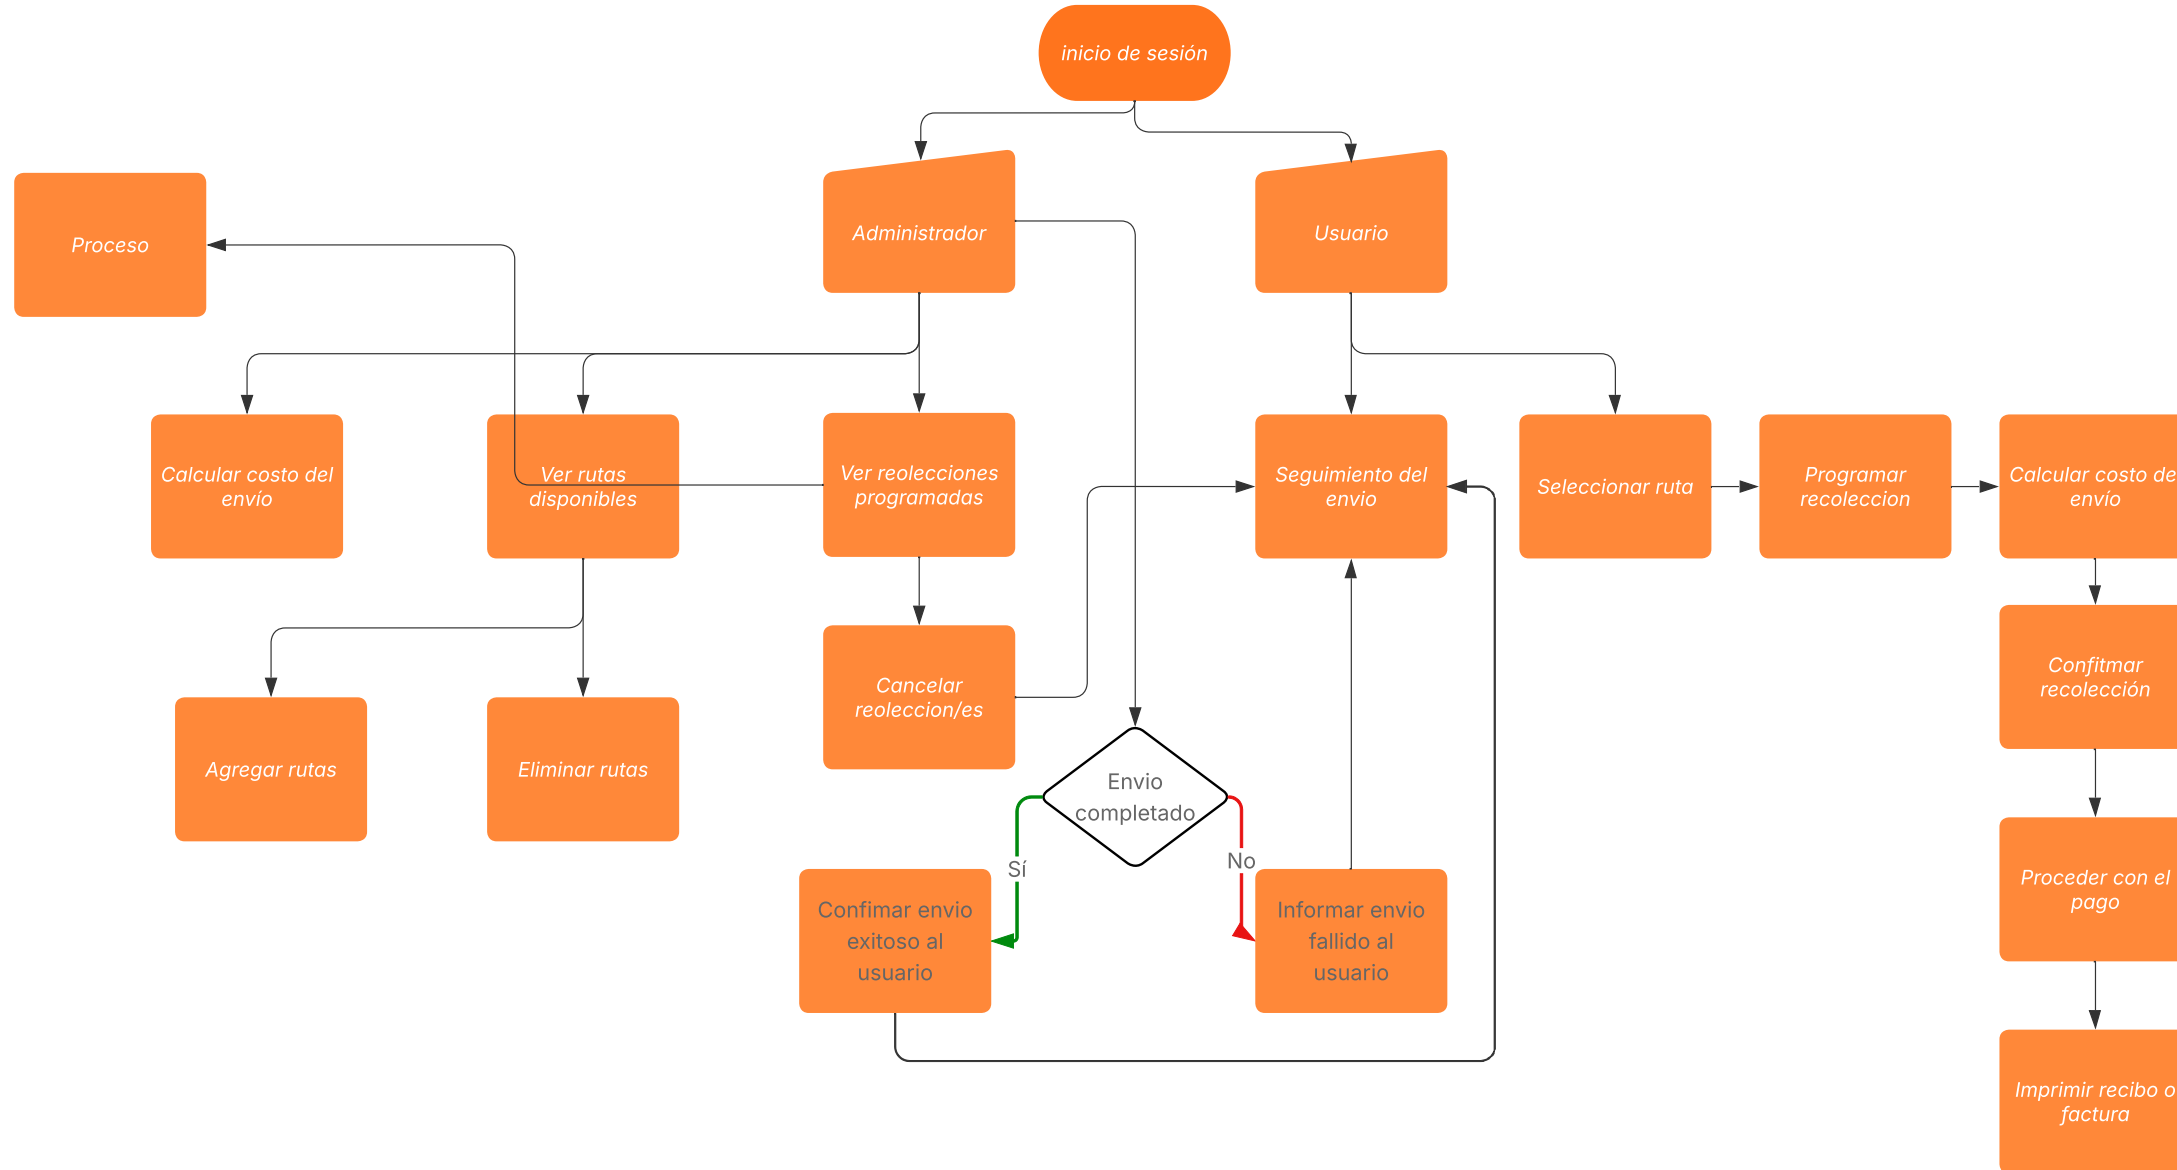 inicio de sesión
Proceso
Administrador
Usuario
Calcular costo del
envío
Ver rutas
disponibles
Ver reolecciones
programadas
Seguimiento del
envio
Seleccionar ruta
Programar
recoleccion
Calcular costo de
envío
Confitmar
recolección
Cancelar
reoleccion/es
Agregar rutas
Eliminar rutas
Envio
completado
Sí
No
Confimar envio
exitoso al
usuario
Informar envio
fallido al
usuario
Proceder con el
pago
Imprimir recibo o
factura